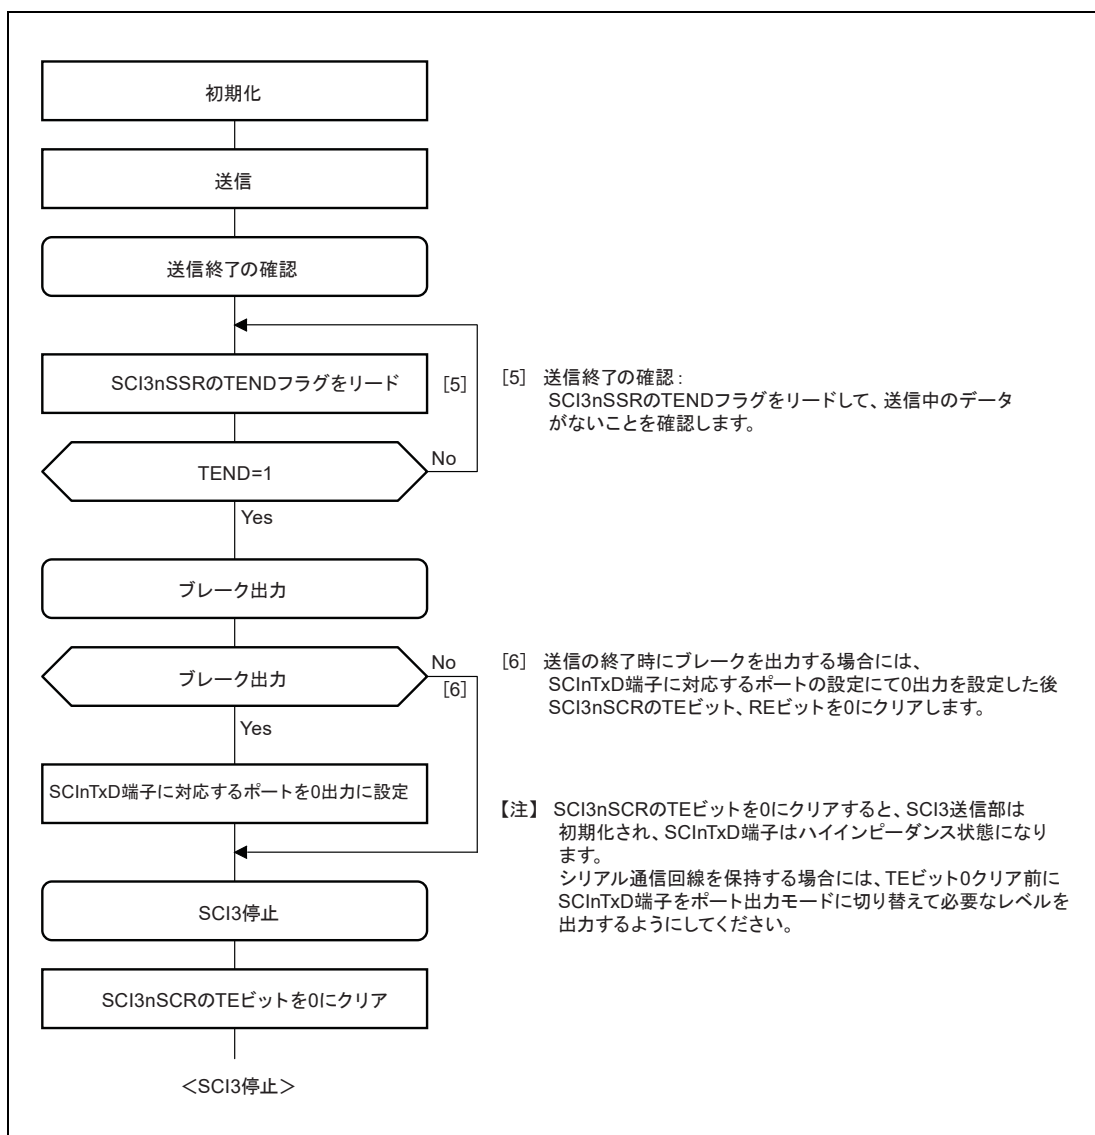 初期化
送信
送信終了の確認
SCI3nSSRのTENDフラグをリード
[5]
[5] 送信終了の確認：
SCI3nSSRのTENDフラグをリードして、送信中のデータ
がないことを確認します。
TEND=1
No
Yes
ブレーク出力
ブレーク出力
No
[6]
[6] 送信の終了時にブレークを出力する場合には、
SCInTxD端子に対応するポートの設定にて0出力を設定した後
SCI3nSCRのTEビット、REビットを0にクリアします。
Yes
SCInTxD端子に対応するポートを0出力に設定
【注】 SCI3nSCRのTEビットを0にクリアすると、SCI3送信部は
初期化され、SCInTxD端子はハイインピーダンス状態になり
ます。
シリアル通信回線を保持する場合には、TEビット0クリア前に
SCInTxD端子をポート出力モードに切り替えて必要なレベルを
出力するようにしてください。
SCI3停止
SCI3nSCRのTEビットを0にクリア
＜SCI3停止＞